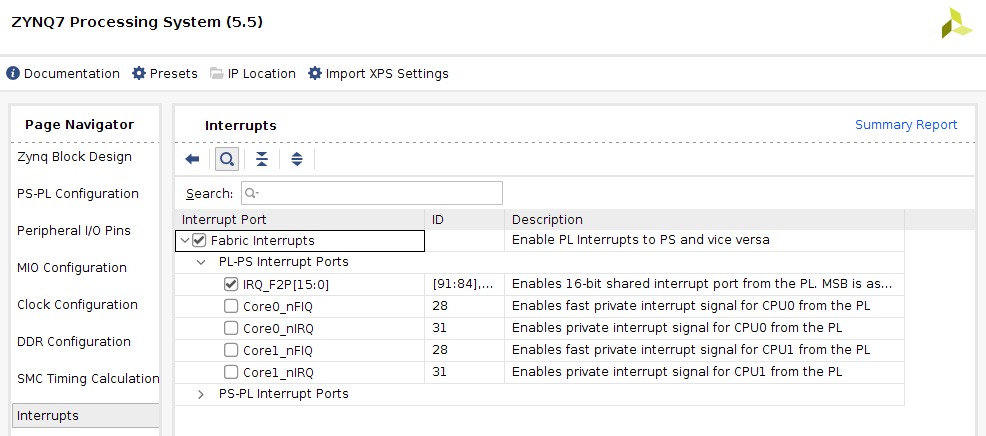 ZYNQ7 Processing System (5.5)
Documentation Presets IP Location Import XPS Settings
Page Navigator
Zynq Block Design
PS-PL Configuration
Peripheral I/O Pins
MIO Configuration
Clock Configuration
DDR Configuration
SMC Timing Calculation
Interrupts
Interrupts Summary Report
Search:
Interrupt Port ID Description
Fabric Interrupts Enable PL Interrupts to PS and vice versa
PL-PS Interrupt Ports
IRQ_F2P[15:0] [91:84],... Enables 16-bit shared interrupt port from the PL. MSB is as...
Core0_nFIQ 28 Enables fast private interrupt signal for CPU0 from the PL
Core0_nIRQ 31 Enables private interrupt signal for CPU0 from the PL
Core1_nFIQ 28 Enables fast private interrupt signal for CPU1 from the PL
Core1_nIRQ 31 Enables private interrupt signal for CPU1 from the PL
PS-PL Interrupt Ports